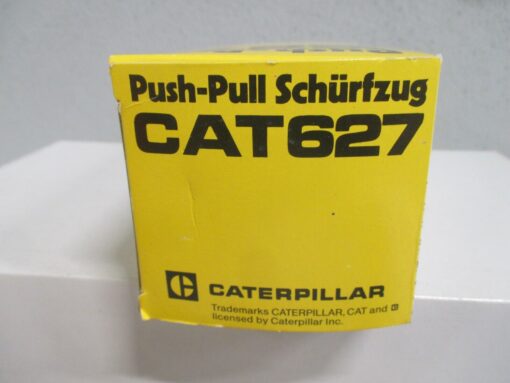 Push-Pull Schürfzug
CAT627
CATERPILLAR
Trademarks CATERPILLAR, CAT and
licensed by Caterpillar Inc.